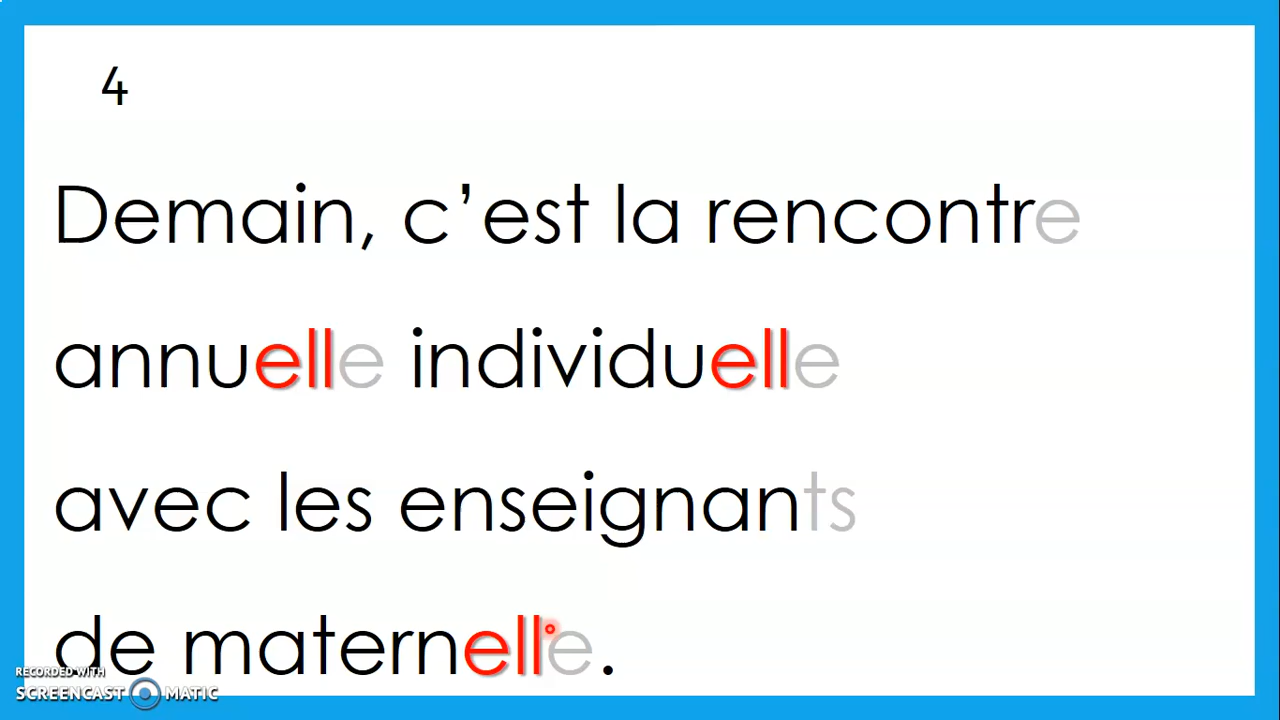 4
Demain, c’est la rencontre
annuelle individuelle
avec les enseignants
de maternelle.
RECORDED WITH
SCREENCAST MATIC